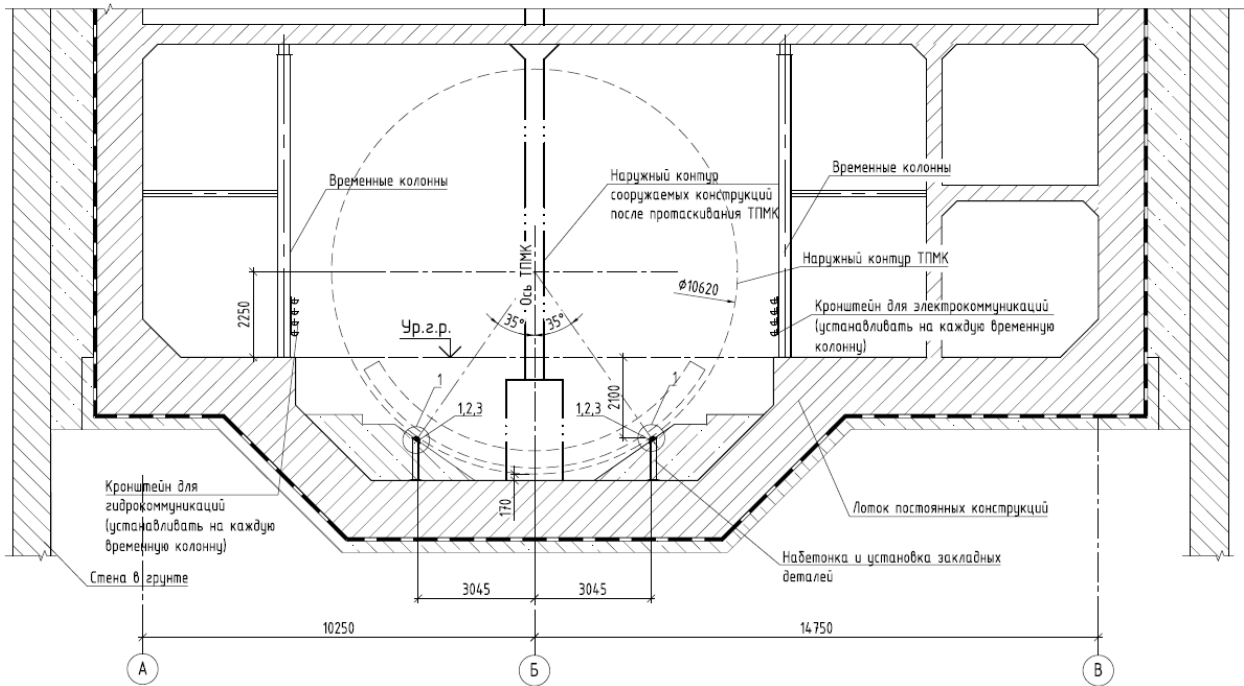 Временные колонны
Наружный контур
сооружаемых конструкций
после протаскивания ТПМК
Временные колонны
Ось ТПМК
Наружный контур ТПМК
Ø10620
2250
35°
35°
Кронштейн для электрокоммуникаций
(устанавливать на каждую временную
колонну)
Ур.г.р.
1
1
2100
1,2,3
1,2,3
Кронштейн для
гидрокоммуникаций
(устанавливать на каждую
временную колонну)
170
Лоток постоянных конструкций
Набетонка и установка закладных
деталей
Стена в грунте
3045
3045
10250
14750
А
Б
В